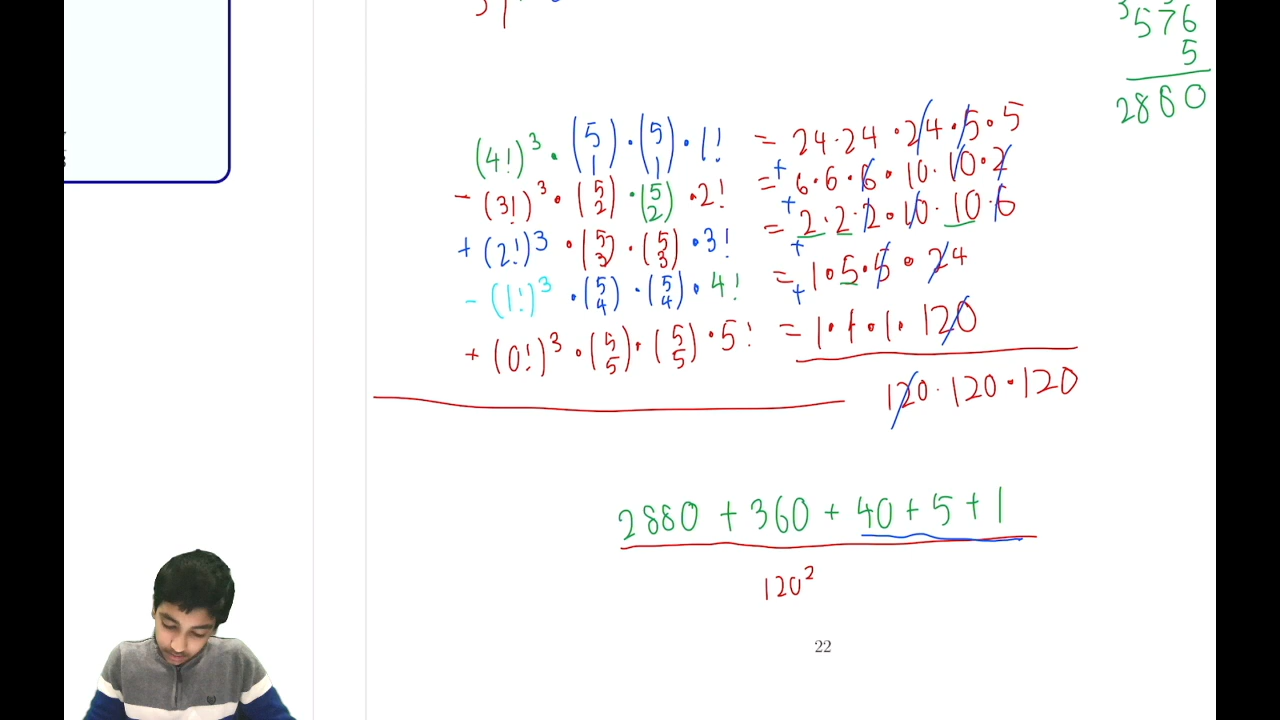 3 576
5
2860
(4!)³ · (5 1) · (5 1) · 1! = 24·24·24·5·5
- (3!)³ · (5 2) · (5 2) · 2! = + 6·6·6·10·10·2
+ (2!)³ · (5 3) · (5 3) · 3! = + 2·2·2·10·10·6
- (1!)³ · (5 4) · (5 4) · 4! = + 1·5·5·24
+ (0!)³ · (5 5) · (5 5) · 5! = + 1·1·1·120
120·120·120
2880 + 360 + 40 + 5 + 1
120²
22